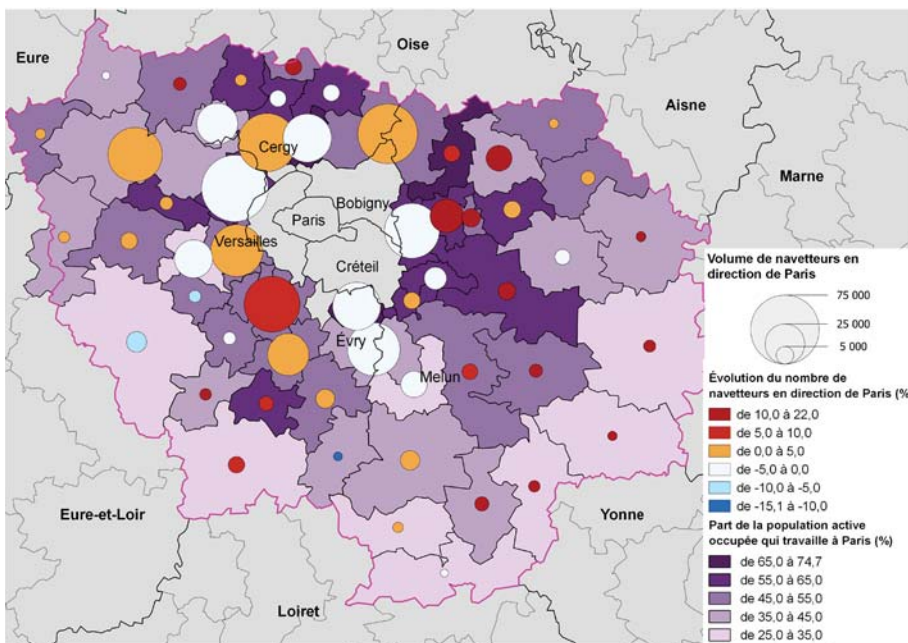 Eure
Oise
Aisne
Marne
Cergy
Bobigny
Paris
Versailles
Créteil
Évry
Melun
Eure-et-Loir
Yonne
Loiret
Volume de navetteurs en
direction de Paris
75 000
25 000
5 000
Évolution du nombre de
navetteurs en direction de Paris (%)
de 10,0 à 22,0
de 5,0 à 10,0
de 0,0 à 5,0
de -5,0 à 0,0
de -10,0 à -5,0
de -15,1 à -10,0
Part de la population active
occupée qui travaille à Paris (%)
de 65,0 à 74,7
de 55,0 à 65,0
de 45,0 à 55,0
de 35,0 à 45,0
de 25,0 à 35,0